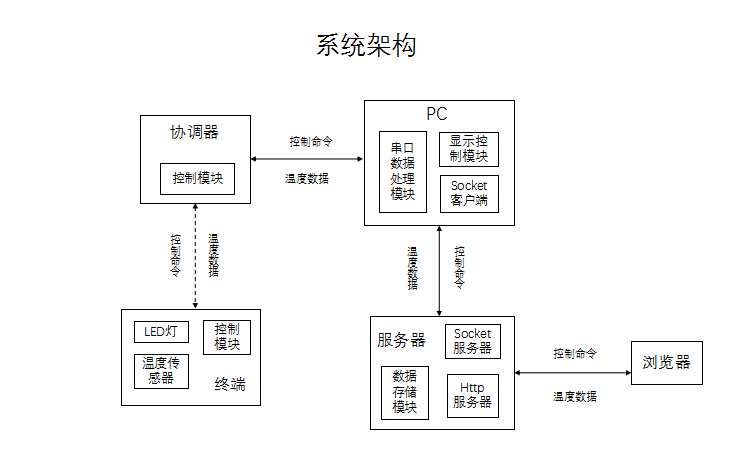 系统架构
协调器
控制模块
控制命令
温度数据
PC
串口
数据
处理
模块
显示控
制模块
Socket
客户端
控制命令
温度数据
温度数据
控制命令
LED灯
控制
模块
温度传
感器
终端
服务器
Socket
服务器
数据
存储
模块
Http
服务器
控制命令
温度数据
浏览器